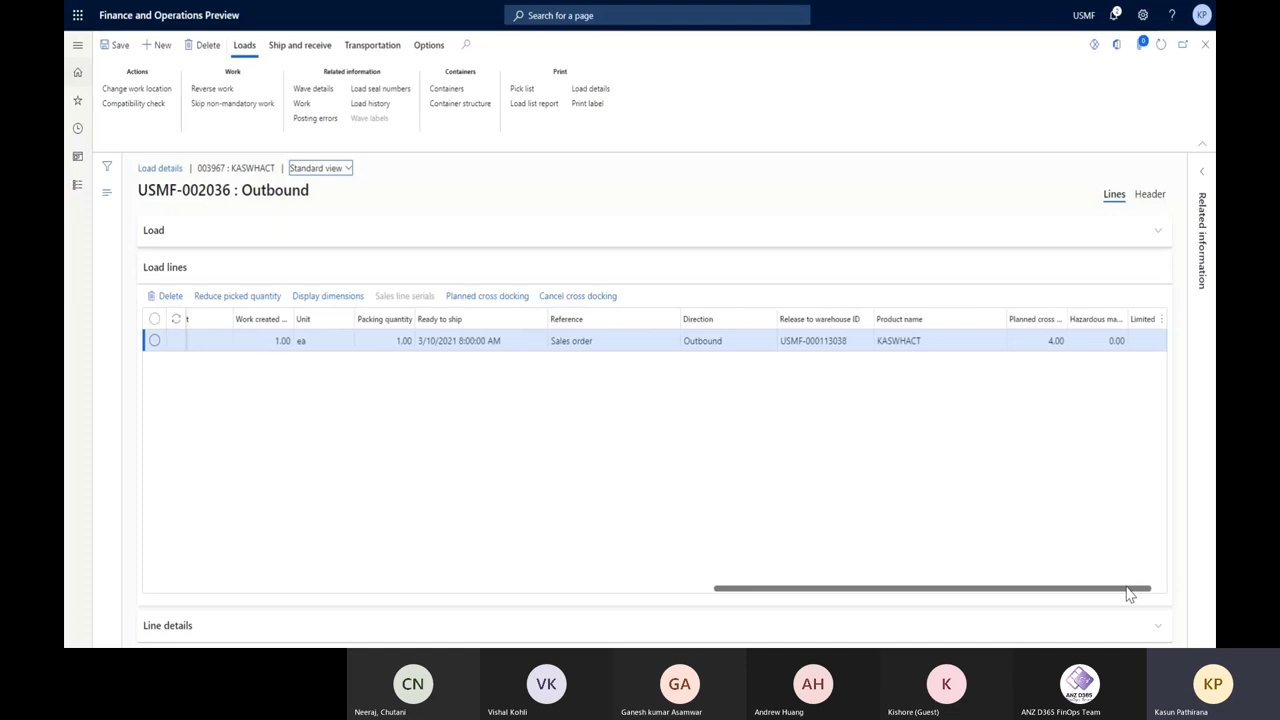 Finance and Operations Preview
Search for a page
USMF
2
?
KP
Save
New
Delete
Loads
Ship and receive
Transportation
Options
0
Actions
Change work location
Compatibility check
Work
Reverse work
Skip non-mandatory work
Related information
Wave details
Load seal numbers
Work
Load history
Posting errors
Wave labels
Containers
Containers
Container structure
Print
Pick list
Load details
Load list report
Print label
Load details | 003967 : KASWHACT | Standard view
USMF-002036 : Outbound
Lines
Header
Related information
Load
Load lines
Delete
Reduce picked quantity
Display dimensions
Sales line serials
Planned cross docking
Cancel cross docking
t Work created ... Unit Packing quantity Ready to ship Reference Direction Release to warehouse ID Product name Planned cross ... Hazardous ma... Limited
1.00 ea 1.00 3/10/2021 8:00:00 AM Sales order Outbound USMF-000113038 KASWHACT 4.00 0.00
Line details
CN
VK
GA
AH
K
ANZ D365
KP
Neeraj, Chutani
Vishal Kohli
Ganesh kumar Asamwar
Andrew Huang
Kishore (Guest)
ANZ D365 FinOps Team
Kasun Pathirana